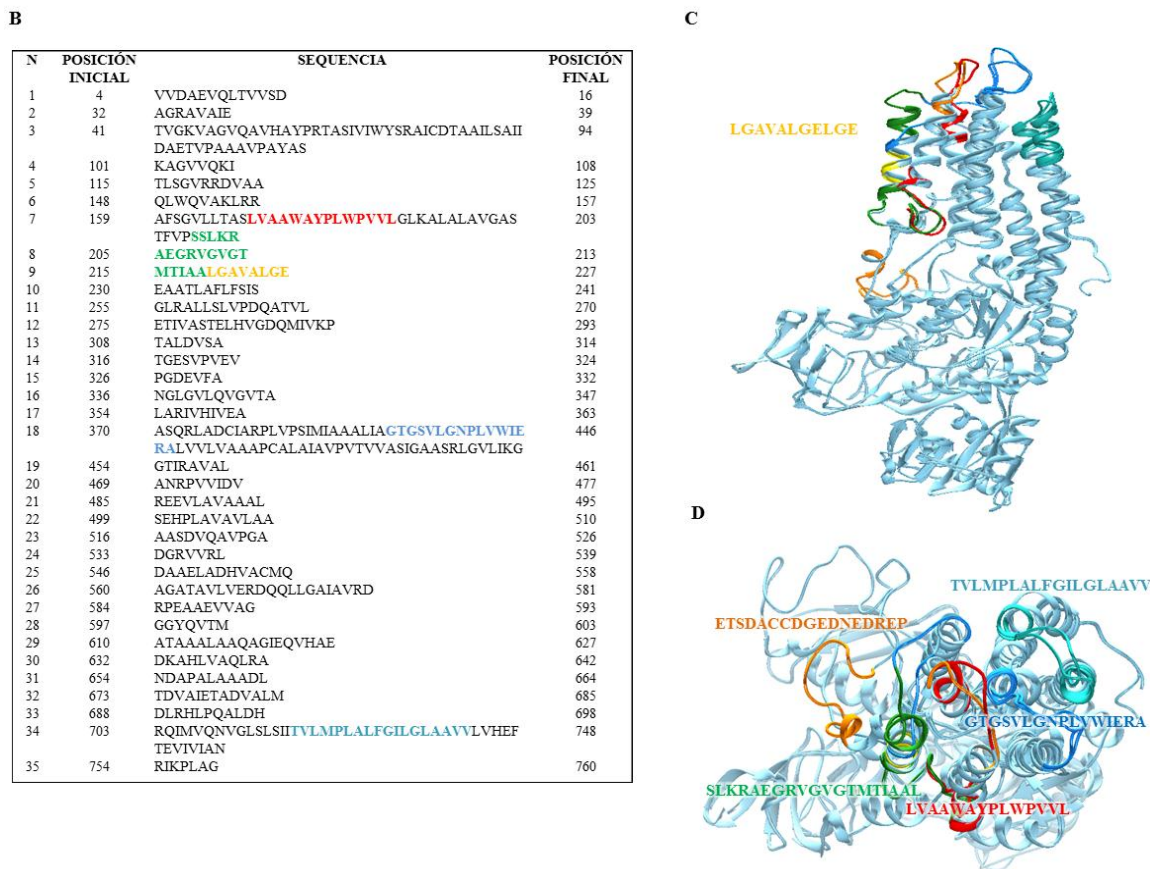 B
N POSICIÓN INICIAL SEQUENCIA POSICIÓN FINAL
1 4 VVDAEVQLTVVSD 16
2 32 AGRAVAIE 39
3 41 TVGKVAGVQAVHAYPRTASIVIWYSRAICDTAAILSAII 94
DAETVPAAAVPAYAS
4 101 KAGVVQKI 108
5 115 TLSGVRRDVAA 125
6 148 QLWQVAKLRR 157
7 159 AFSGVLLTASLVAAWAYPLWPVVLGLKALALAVGAS 203
TFVPSSLKR
8 205 AEGRVGVGT 213
9 215 MTIAALGAVALGE 227
10 230 EAATLAFLFSIS 241
11 255 GLRALLSLVPDQATVL 270
12 275 ETIVASTELHVGDQMIVKP 293
13 308 TALDVSA 314
14 316 TGESVPVEV 324
15 326 PGDEVFA 332
16 336 NGLGVLQVGVTA 347
17 354 LARIVHIVEA 363
18 370 ASQRLADCIARPLVPSIMIAAALIAGTGSVLGNPLVWIE 446
RALVVLVAAAPCALAIAVPVTVVASIGAASRLGVLIKG
19 454 GTIRAVAL 461
20 469 ANRPVVIDV 477
21 485 REEVLAVAAAL 495
22 499 SEHPLAVAVLAA 510
23 516 AASDVQAVPGA 526
24 533 DGRVVRL 539
25 546 DAAELADHVACMQ 558
26 560 AGATAVLVERDQQLLGAIAVRD 581
27 584 RPEAAEVVAG 593
28 597 GGYQVTM 603
29 610 ATAAALAAQAGIEQVHAE 627
30 632 DKAHLVAQLRA 642
31 654 NDAPALAAADL 664
32 673 TDVAIETADVALM 685
33 688 DLRHLPQALDH 698
34 703 RQIMVQNVGLSLSIITVLMPLALFGILGLAAVVLVHEF 748
TEVIVIAN
35 754 RIKPLAG 760
C
LGAVALGELGE
D
TVLMPLALFGILGLAAVV
ETSDACCDGEDNEDREP
GTGSVLGNPLVWIERA
SLKRAEGRVGVGTMTIAAL
LVAAWAYPLWPVVL